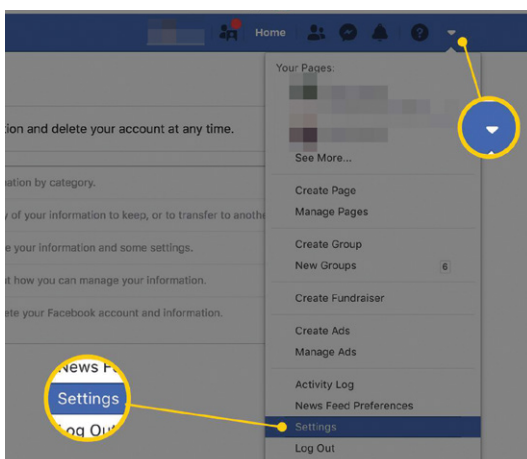 Home
Your Pages:
tion and delete your account at any time.
See More...
ation by category.
Create Page
of your information to keep, or to transfer to anothe
Manage Pages
e your information and some settings.
Create Group
New Groups 6
t how you can manage your information.
Create Fundraiser
ete your Facebook account and information.
Create Ads
Manage Ads
News Fe
Activity Log
Settings
News Feed Preferences
Settings
Log Out
Log Out